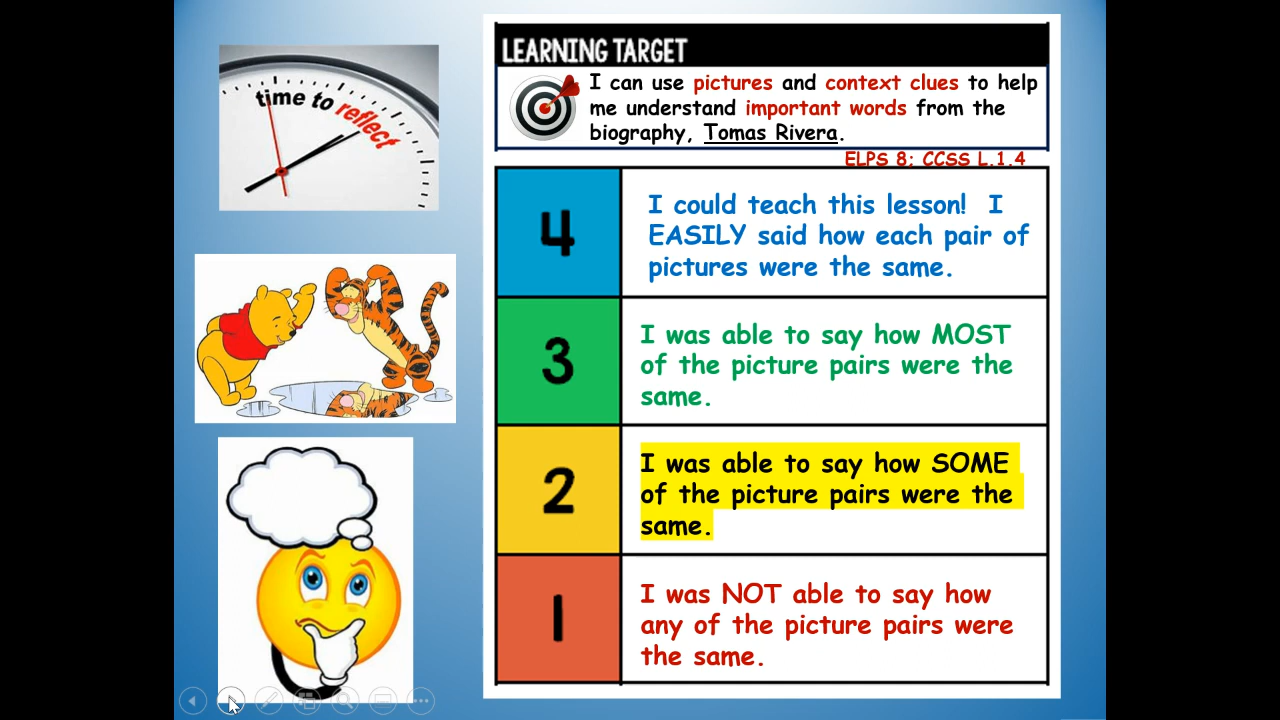 time to reflect
LEARNING TARGET
I can use pictures and context clues to help
me understand important words from the
biography, Tomas Rivera.
ELPS 8; CCSS L.1.4
4
I could teach this lesson!  I
EASILY said how each pair of
pictures were the same.
3
I was able to say how MOST
of the picture pairs were the
same.
2
I was able to say how SOME
of the picture pairs were the
same.
1
I was NOT able to say how
any of the picture pairs were
the same.